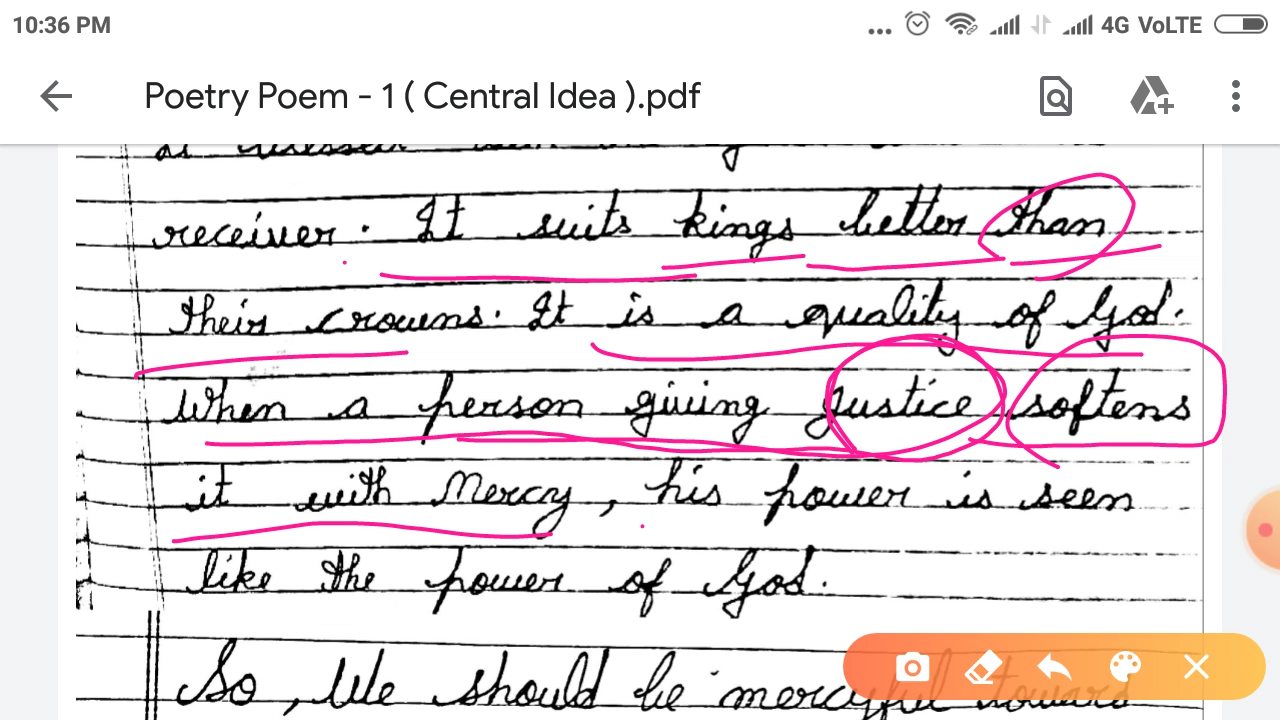 10:36 PM
... 4G VoLTE
Poetry Poem - 1 ( Central Idea ).pdf
receiver. It suits kings better than
their crowns. It is a quality of God.
When a person giving justice softens
it with Mercy, his power is seen
like the power of God.
So, We should be mercyful toward